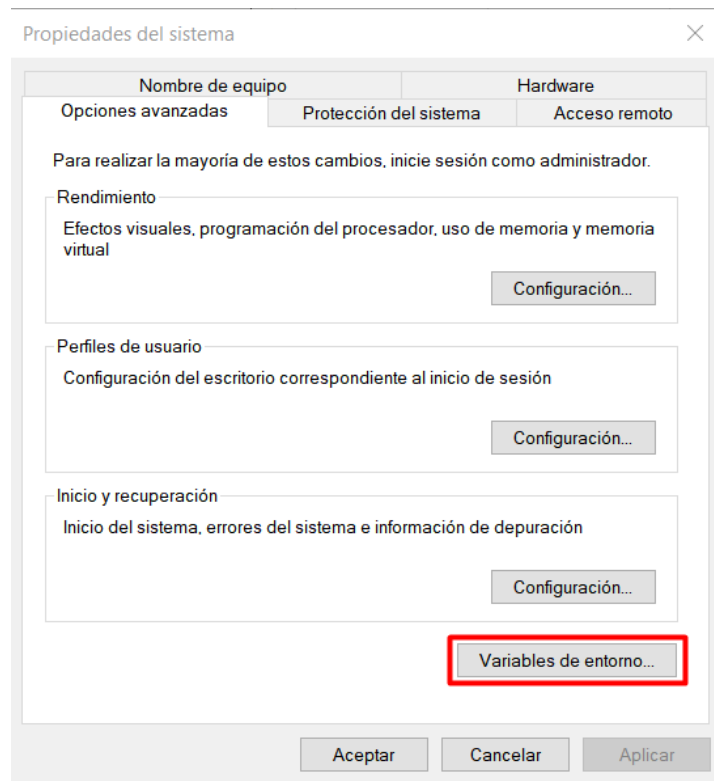 Propiedades del sistema
Nombre de equipo
Hardware
Opciones avanzadas
Protección del sistema
Acceso remoto
Para realizar la mayoría de estos cambios, inicie sesión como administrador.
Rendimiento
Efectos visuales, programación del procesador, uso de memoria y memoria
virtual
Configuración...
Perfiles de usuario
Configuración del escritorio correspondiente al inicio de sesión
Configuración...
Inicio y recuperación
Inicio del sistema, errores del sistema e información de depuración
Configuración...
Variables de entorno...
Aceptar
Cancelar
Aplicar